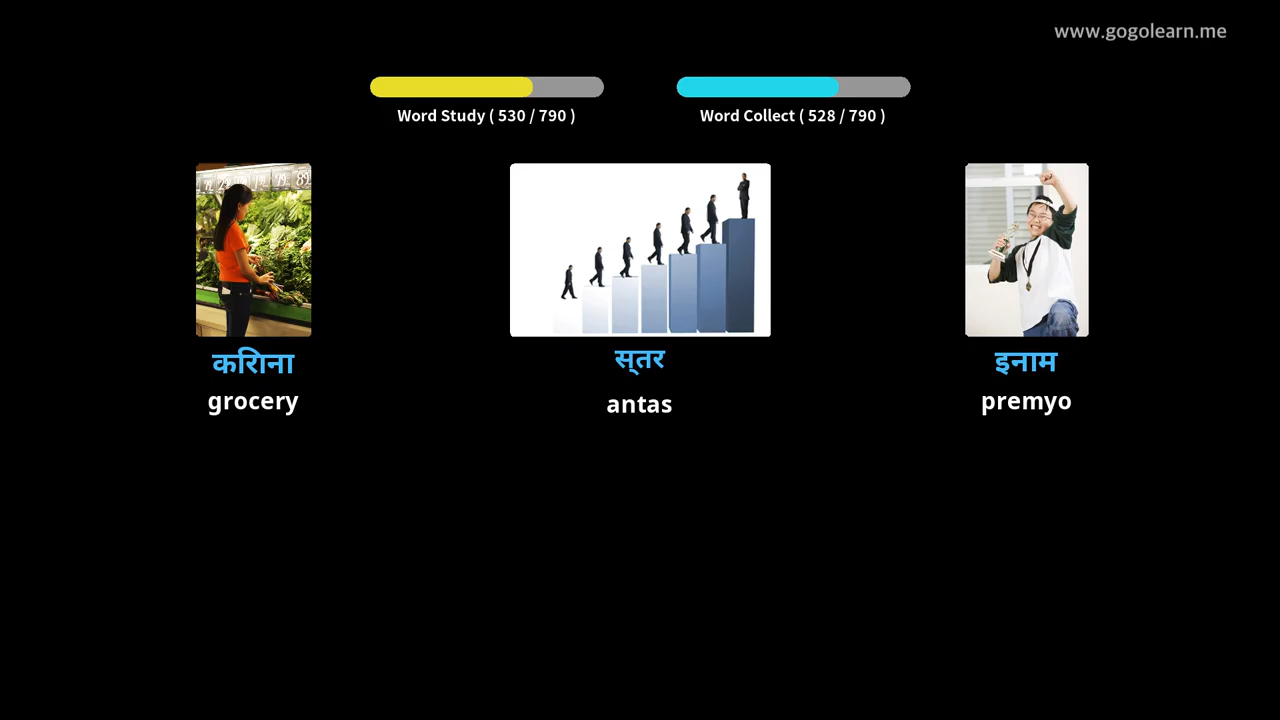 www.gogolearn.me
Word Study ( 530 / 790 )
Word Collect ( 528 / 790 )
किराना
स्तर
इनाम
grocery
antas
premyo